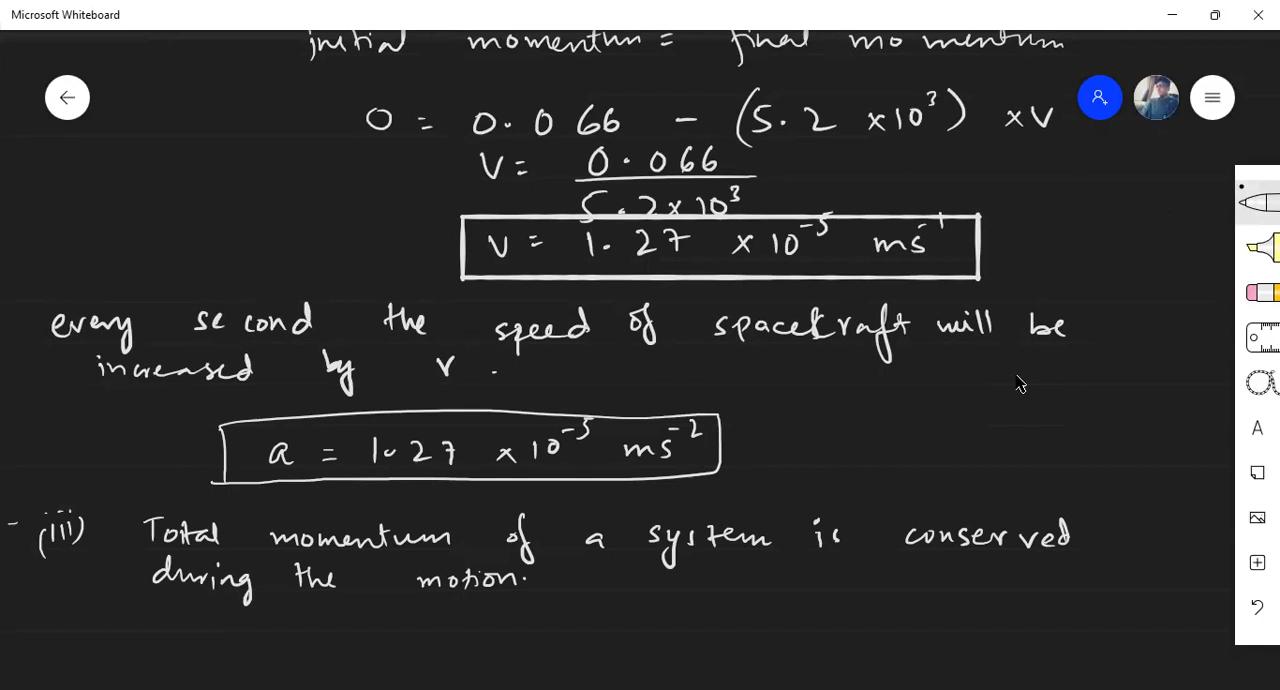 Microsoft Whiteboard
initial momentum = final momentum
0 = 0.066 - (5.2 ×10³) ×V
V = 0.066
5.2×10³
V = 1.27 × 10⁻⁵ ms⁻¹
every second the speed of spacecraft will be
increased by v.
a = 1.27 × 10⁻⁵ ms⁻²
(iii) Total momentum of a system is conserved
during the motion.
A